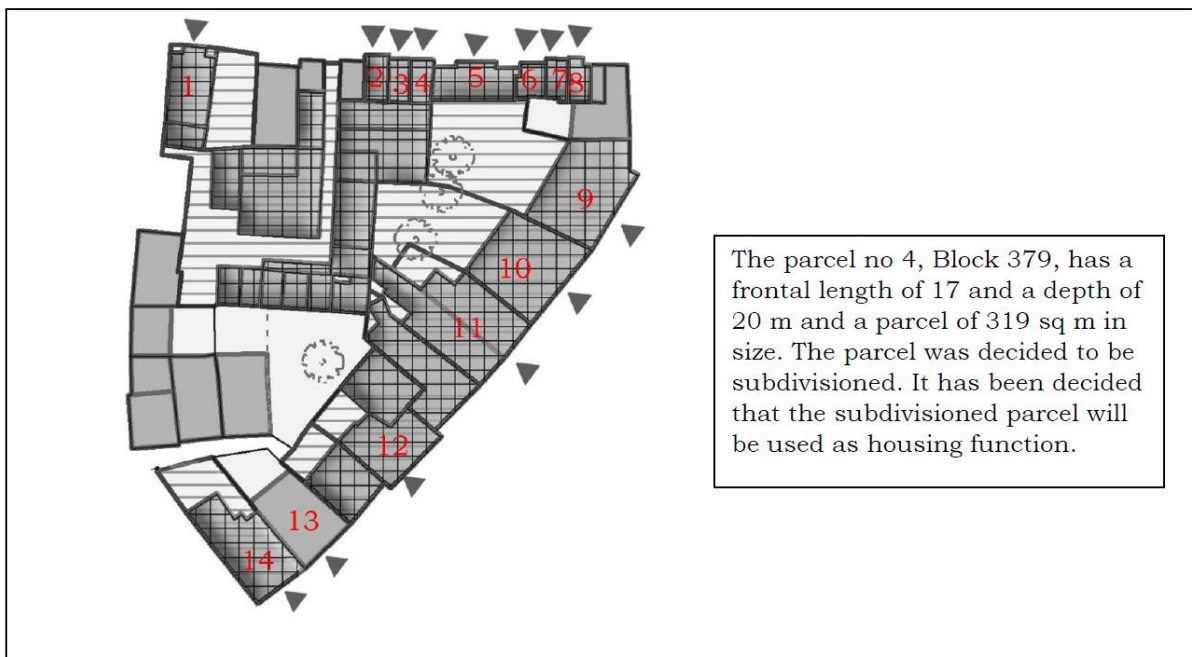 1
2
3
4
5
6
7
8
9
10
11
12
13
14
The parcel no 4, Block 379, has a
frontal length of 17 and a depth of
20 m and a parcel of 319 sq m in
size. The parcel was decided to be
subdivisioned. It has been decided
that the subdivisioned parcel will
be used as housing function.